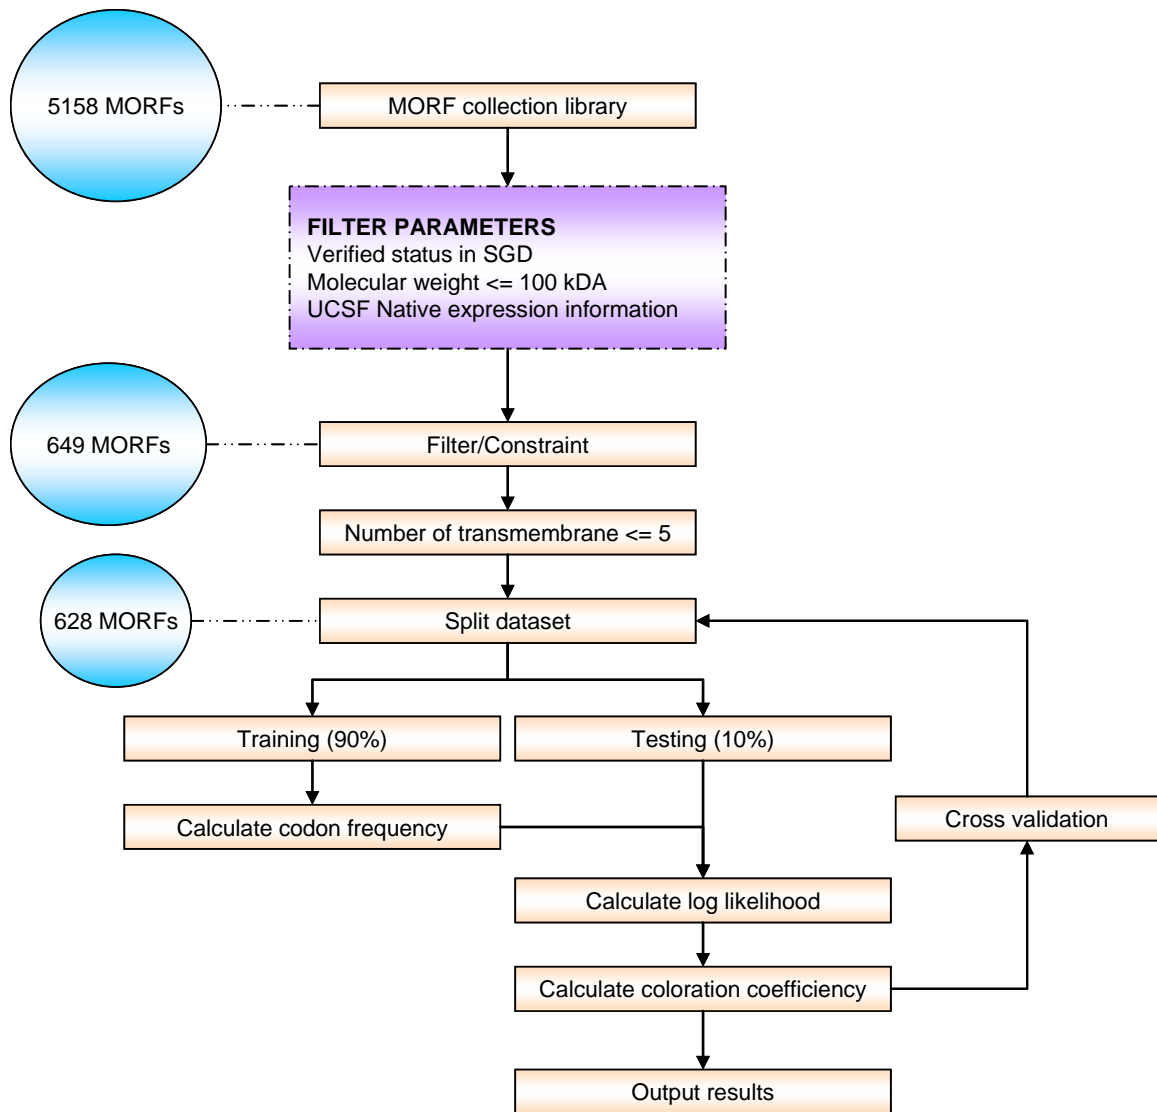 5158 MORFs
MORF collection library
FILTER PARAMETERS
Verified status in SGD
Molecular weight <= 100 kDA
UCSF Native expression information
649 MORFs
Filter/Constraint
Number of transmembrane <= 5
628 MORFs
Split dataset
Training (90%)
Testing (10%)
Calculate codon frequency
Cross validation
Calculate log likelihood
Calculate coloration coefficiency
Output results